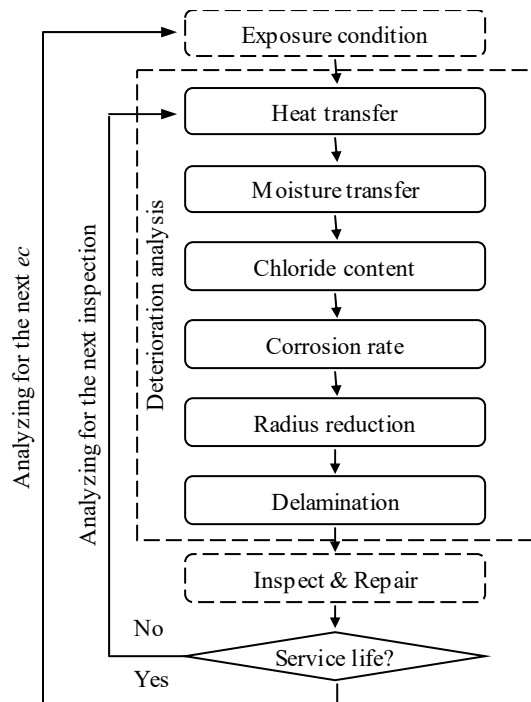 Exposure condition
Heat transfer
Moisture transfer
Chloride content
Corrosion rate
Radius reduction
Delamination
Inspect & Repair
Service life?
No
Yes
Deterioration analysis
Analyzing for the next inspection
Analyzing for the next ec